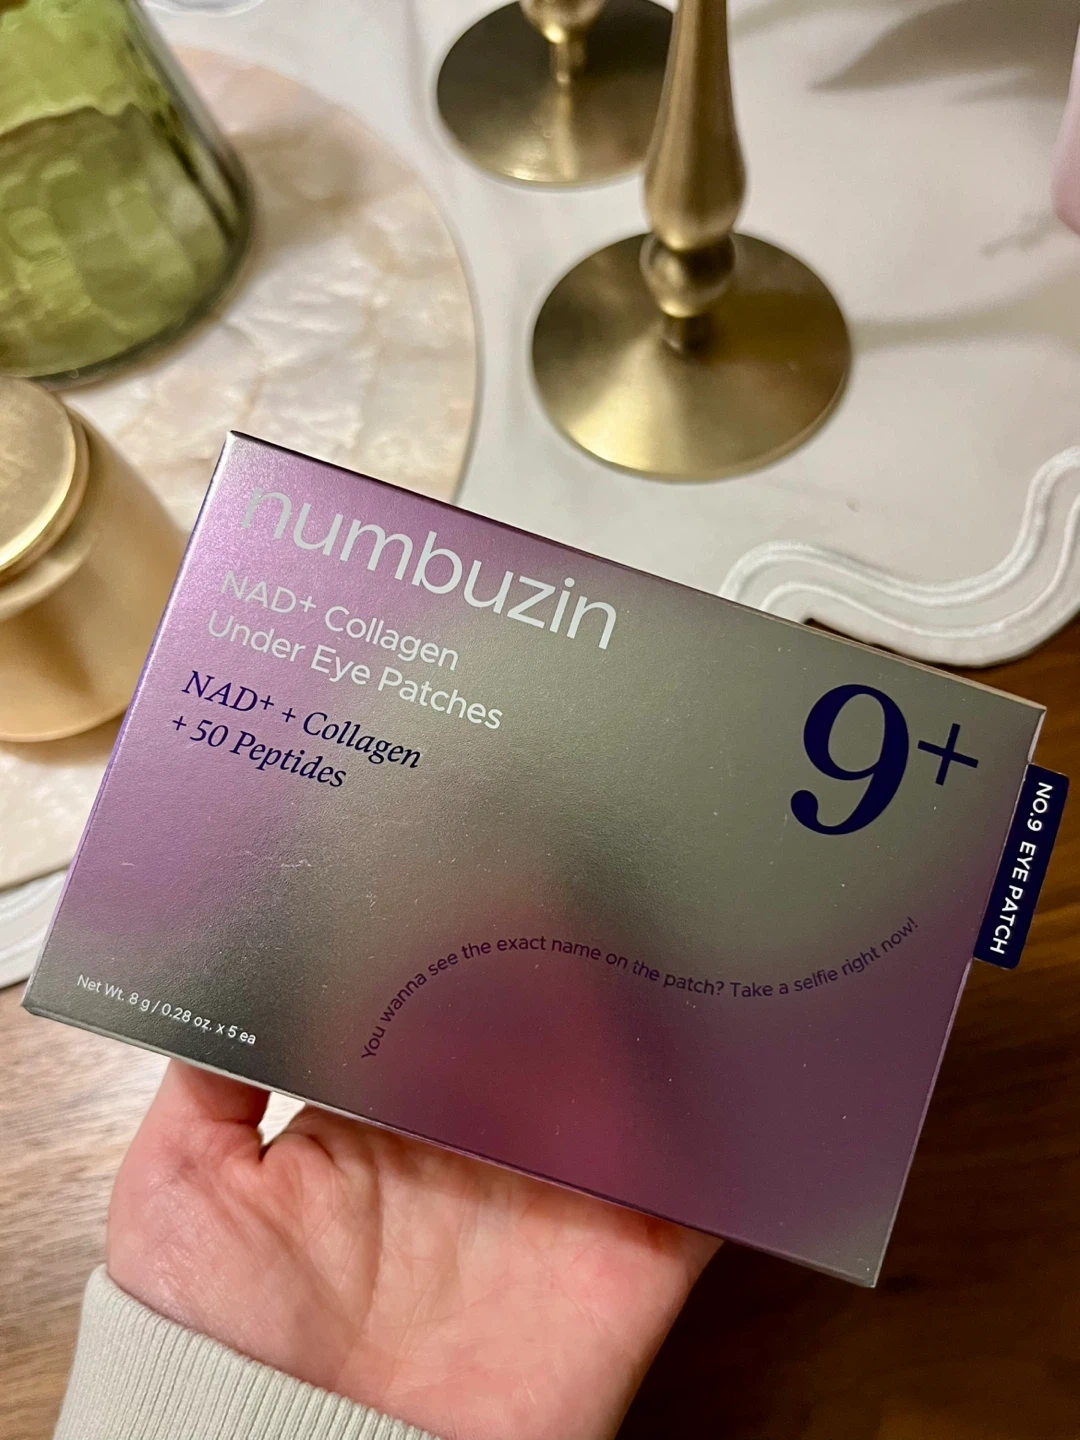 numbuzin
NAD+ Collagen
Under Eye Patches
NAD+ + Collagen
+ 50 Peptides
9+
NO.9 EYE PATCH
You wanna see the exact name on the patch? Take a selfie right now!
Net Wt. 8 g / 0.28 oz. x 5 ea